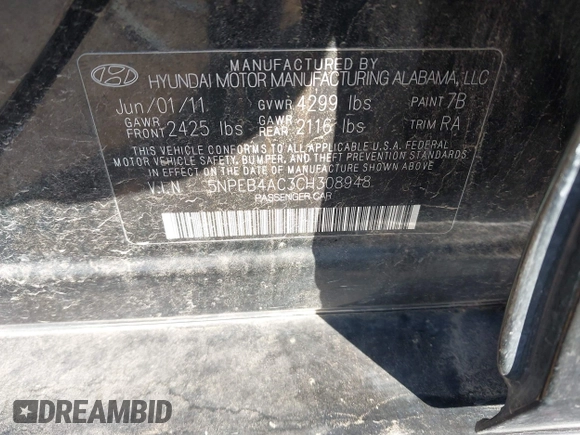 MANUFACTURED BY
HYUNDAI MOTOR MANUFACTURING ALABAMA, LLC
Jun/01/11 GVWR 4299 lbs PAINT 7B
GAWR FRONT 2425 lbs GAWR REAR 2116 lbs TRIM RA
THIS VEHICLE CONFORMS TO ALL APPLICABLE U.S.A. FEDERAL
MOTOR VEHICLE SAFETY, BUMPER, AND THEFT PREVENTION STANDARDS
IN EFFECT ON THE DATE OF MANUFACTURE SHOWN ABOVE
V.I.N 5NPEB4AC3CH308948
PASSENGER CAR
DREAMBID